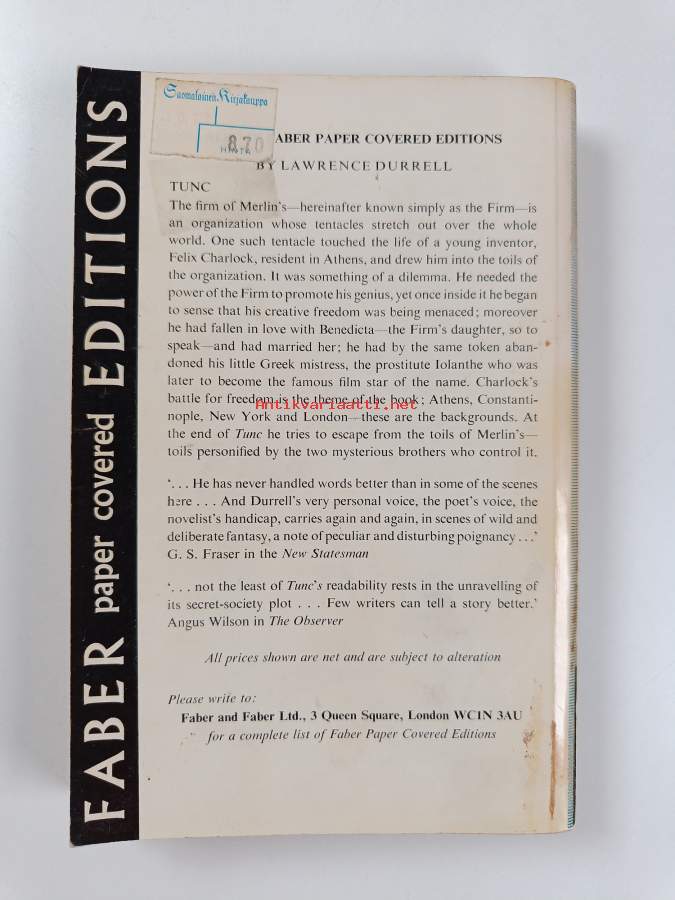 FABER paper covered EDITIONS
Suomalainen Kirjakauppa
8.70
HINTA
ABER PAPER COVERED EDITIONS
BY LAWRENCE DURRELL
TUNC
The firm of Merlin's—hereinafter known simply as the Firm—is
an organization whose tentacles stretch out over the whole
world. One such tentacle touched the life of a young inventor,
Felix Charlock, resident in Athens, and drew him into the toils of
the organization. It was something of a dilemma. He needed the
power of the Firm to promote his genius, yet once inside it he began
to sense that his creative freedom was being menaced; moreover
he had fallen in love with Benedicta—the Firm's daughter, so to
speak—and had married her; he had by the same token aban-
doned his little Greek mistress, the prostitute Iolanthe who was
later to become the famous film star of the name. Charlock's
battle for freedom is the theme of the book; Athens, Constanti-
Antikvariaatti.net
nople, New York and London—these are the backgrounds. At
the end of Tunc he tries to escape from the toils of Merlin's—
toils personified by the two mysterious brothers who control it.
'. . . He has never handled words better than in some of the scenes
here . . . And Durrell's very personal voice, the poet's voice, the
novelist's handicap, carries again and again, in scenes of wild and
deliberate fantasy, a note of peculiar and disturbing poignancy . . .'
G. S. Fraser in the New Statesman
'. . . not the least of Tunc's readability rests in the unravelling of
its secret-society plot . . . Few writers can tell a story better.'
Angus Wilson in The Observer
All prices shown are net and are subject to alteration
Please write to:
Faber and Faber Ltd., 3 Queen Square, London WC1N 3AU
for a complete list of Faber Paper Covered Editions